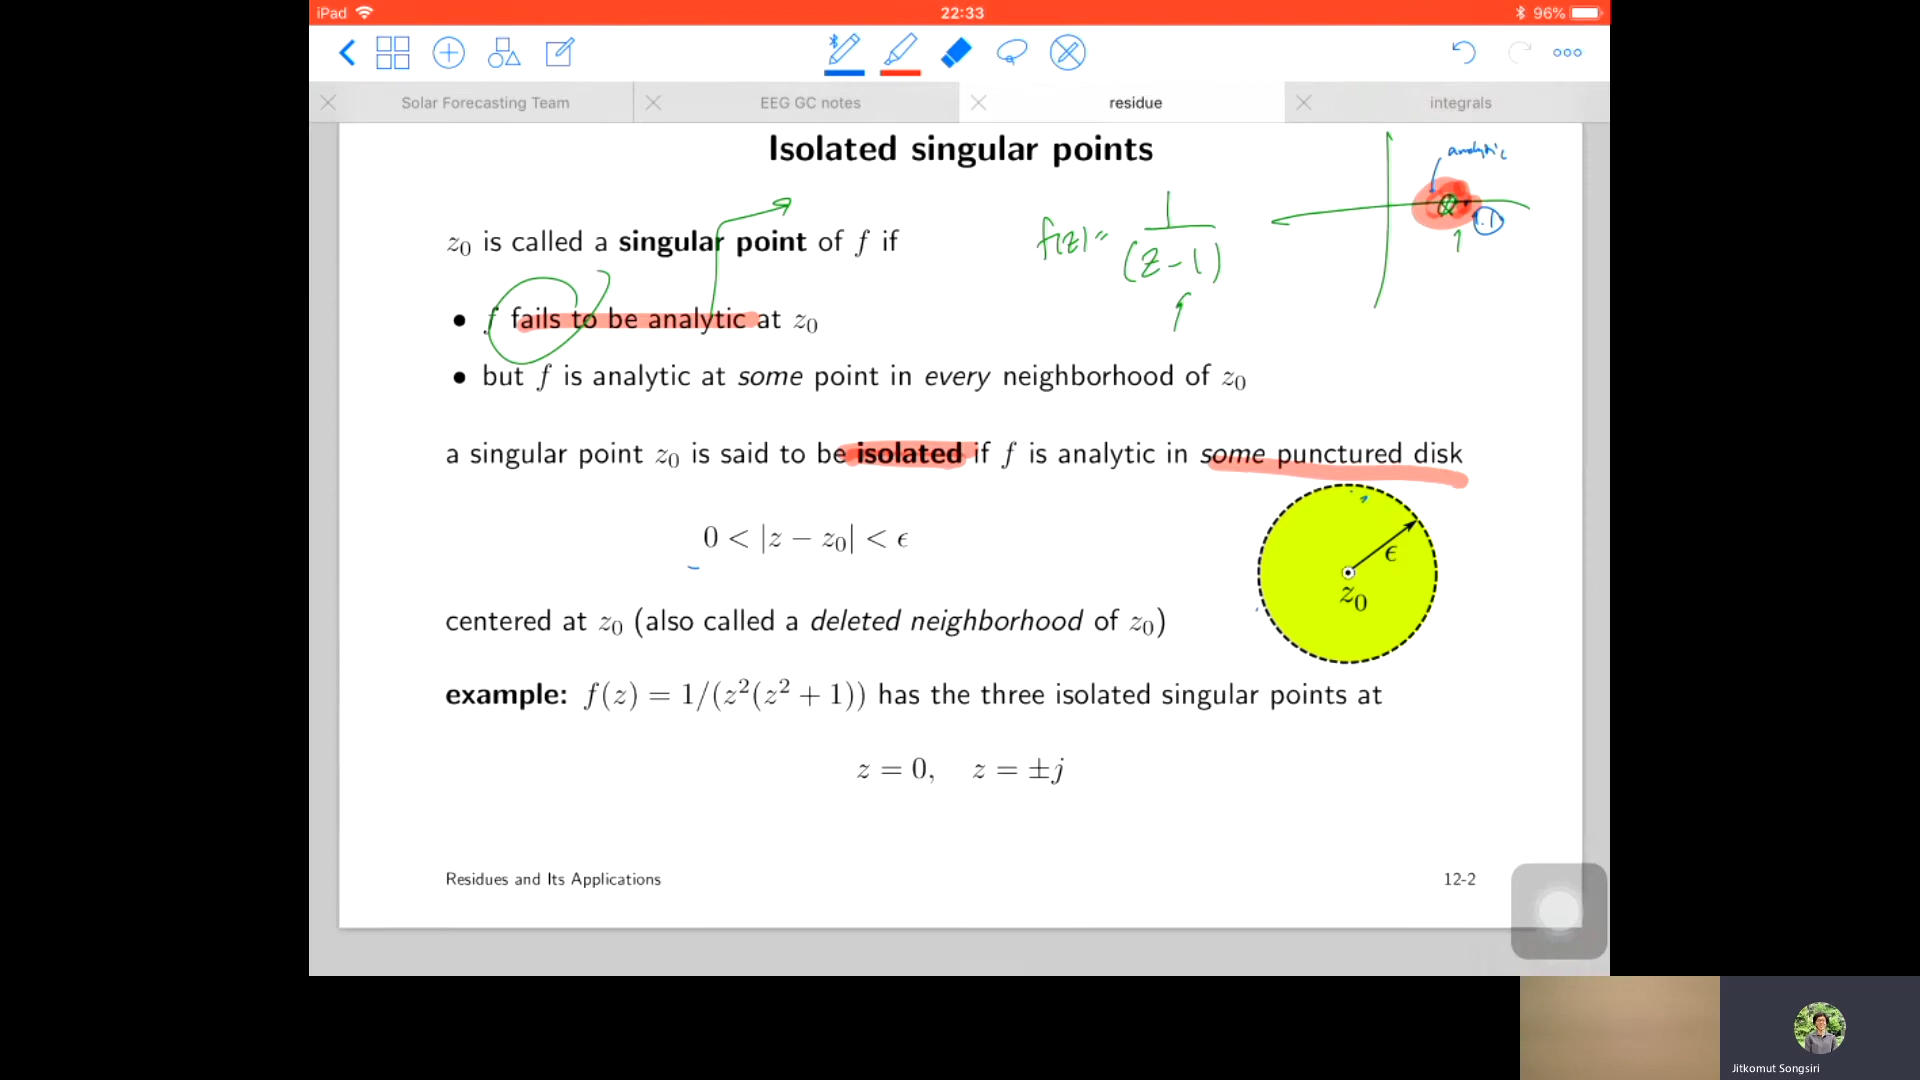 iPad
22:33
96%
Solar Forecasting Team
EEG GC notes
residue
integrals
Isolated singular points
analytic
z₀ is called a singular point of f if
f(z) = 1/(z-1)
1.1
1
• f fails to be analytic at z₀
• but f is analytic at some point in every neighborhood of z₀
a singular point z₀ is said to be isolated if f is analytic in some punctured disk
0 < |z − z₀| < ϵ
ϵ
z₀
centered at z₀ (also called a deleted neighborhood of z₀)
example: f(z) = 1/(z²(z² + 1)) has the three isolated singular points at
z = 0, z = ±j
Residues and Its Applications
12-2
Jitkomut Songsiri